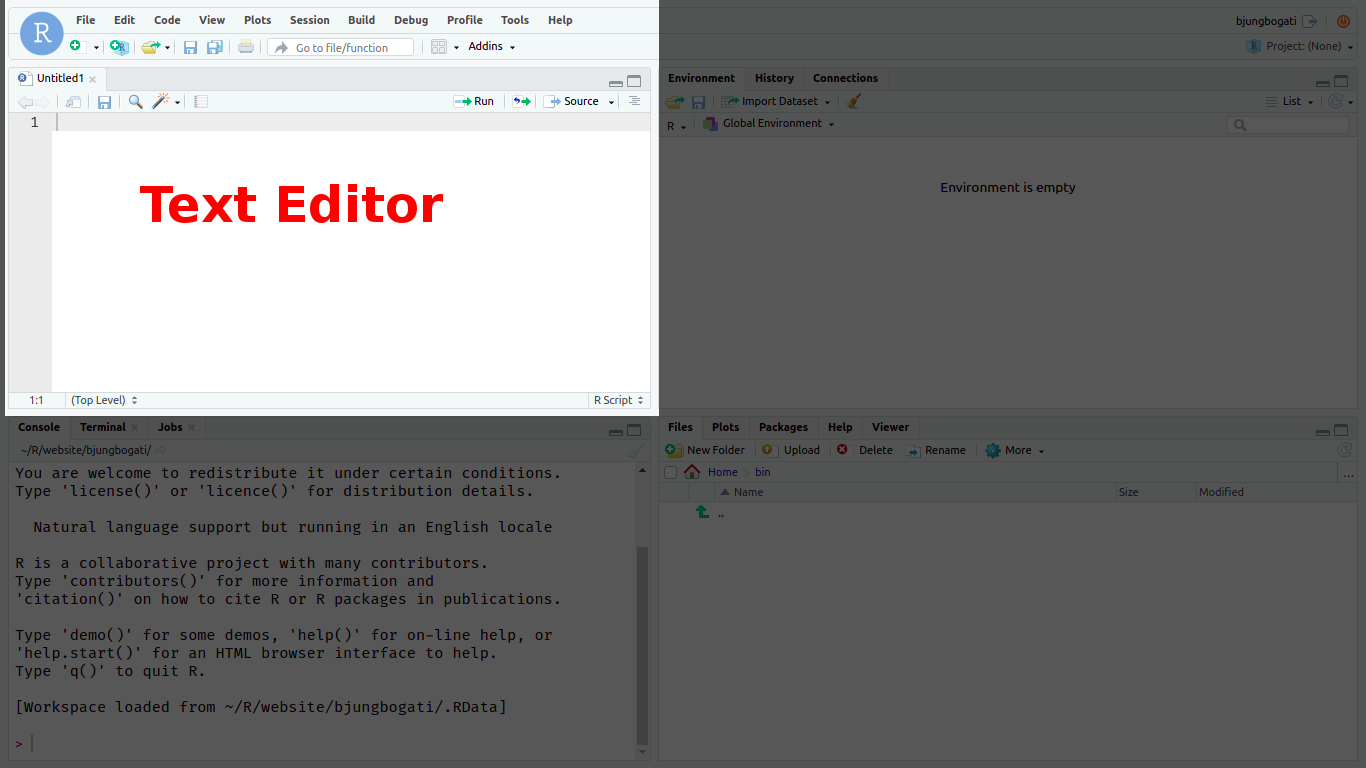 R File Edit Code View Plots Session Build Debug Profile Tools Help
bjungbogati
R Go to file/function Addins
R Project: (None)
R Untitled1
Run Source
1
Text Editor
1:1 (Top Level) R Script
Environment History Connections
Import Dataset List
R Global Environment
Environment is empty
Console Terminal Jobs
~/R/website/bjungbogati/
You are welcome to redistribute it under certain conditions.
Type 'license()' or 'licence()' for distribution details.
Natural language support but running in an English locale
R is a collaborative project with many contributors.
Type 'contributors()' for more information and
'citation()' on how to cite R or R packages in publications.
Type 'demo()' for some demos, 'help()' for on-line help, or
'help.start()' for an HTML browser interface to help.
Type 'q()' to quit R.
[Workspace loaded from ~/R/website/bjungbogati/.RData]
>
Files Plots Packages Help Viewer
New Folder Upload Delete Rename More
Home bin ...
Name Size Modified
..